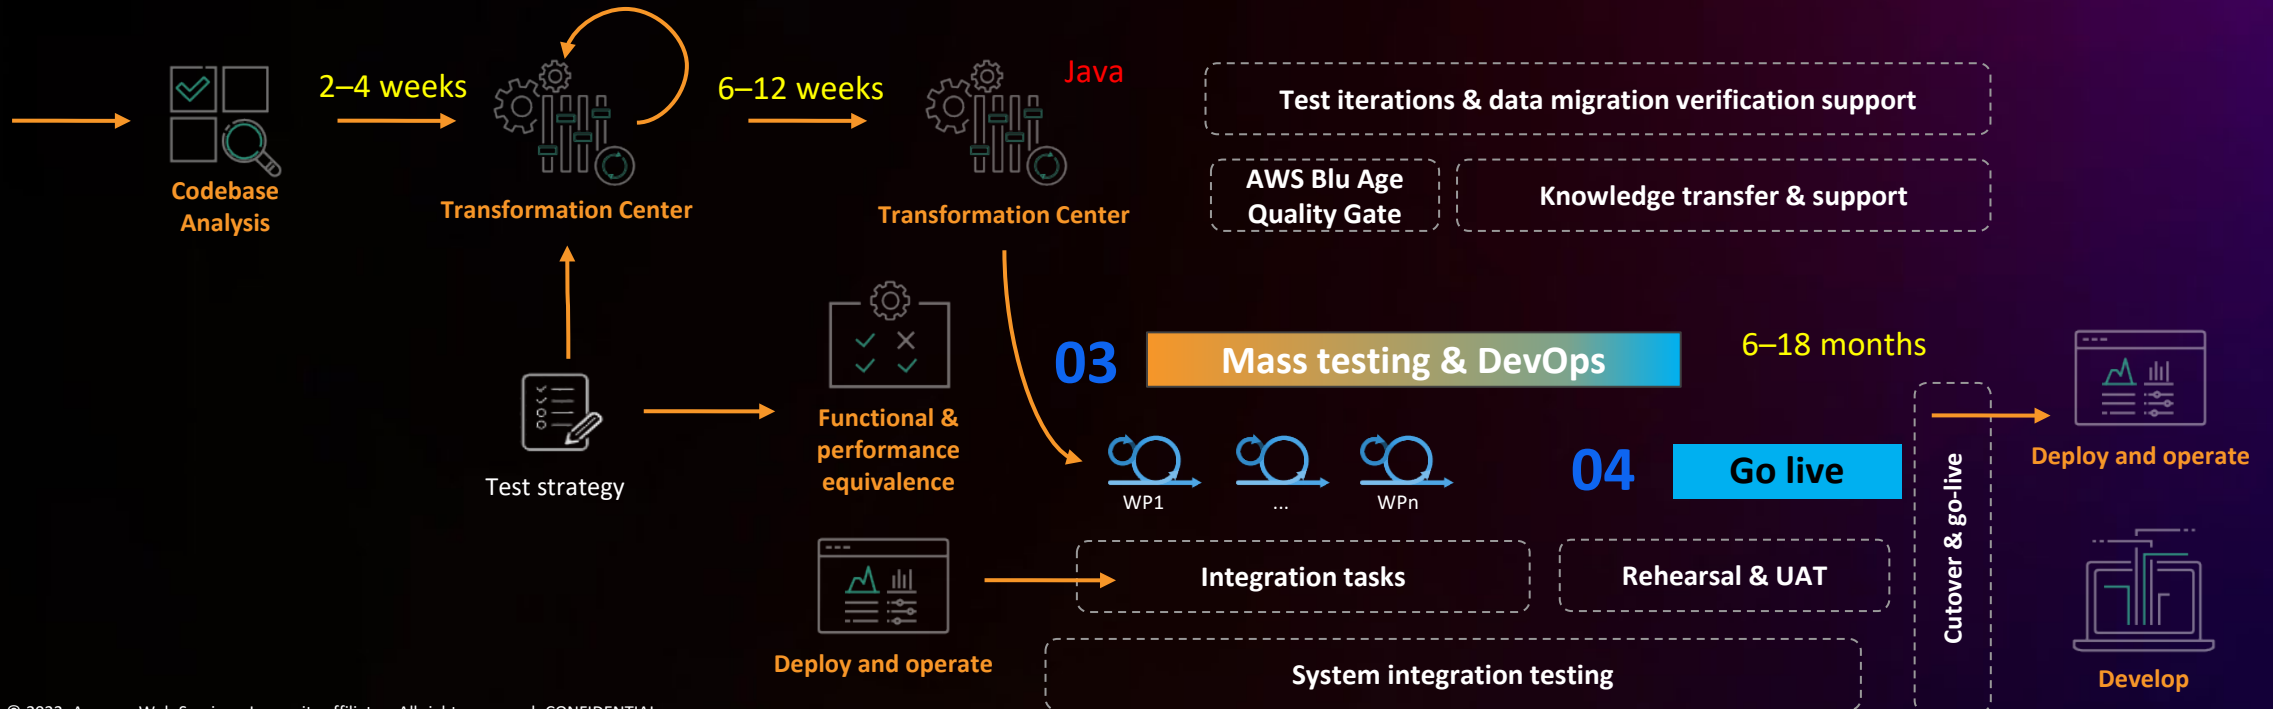 2–4 weeks
6–12 weeks
Java
Codebase
Analysis
Transformation Center
Transformation Center
Test iterations & data migration verification support
AWS Blu Age
Quality Gate
Knowledge transfer & support
03
Mass testing & DevOps
6–18 months
Test strategy
Functional &
performance
equivalence
WP1
...
WPn
04
Go live
Cutover & go-live
Deploy and operate
Integration tasks
Rehearsal & UAT
Deploy and operate
System integration testing
Develop